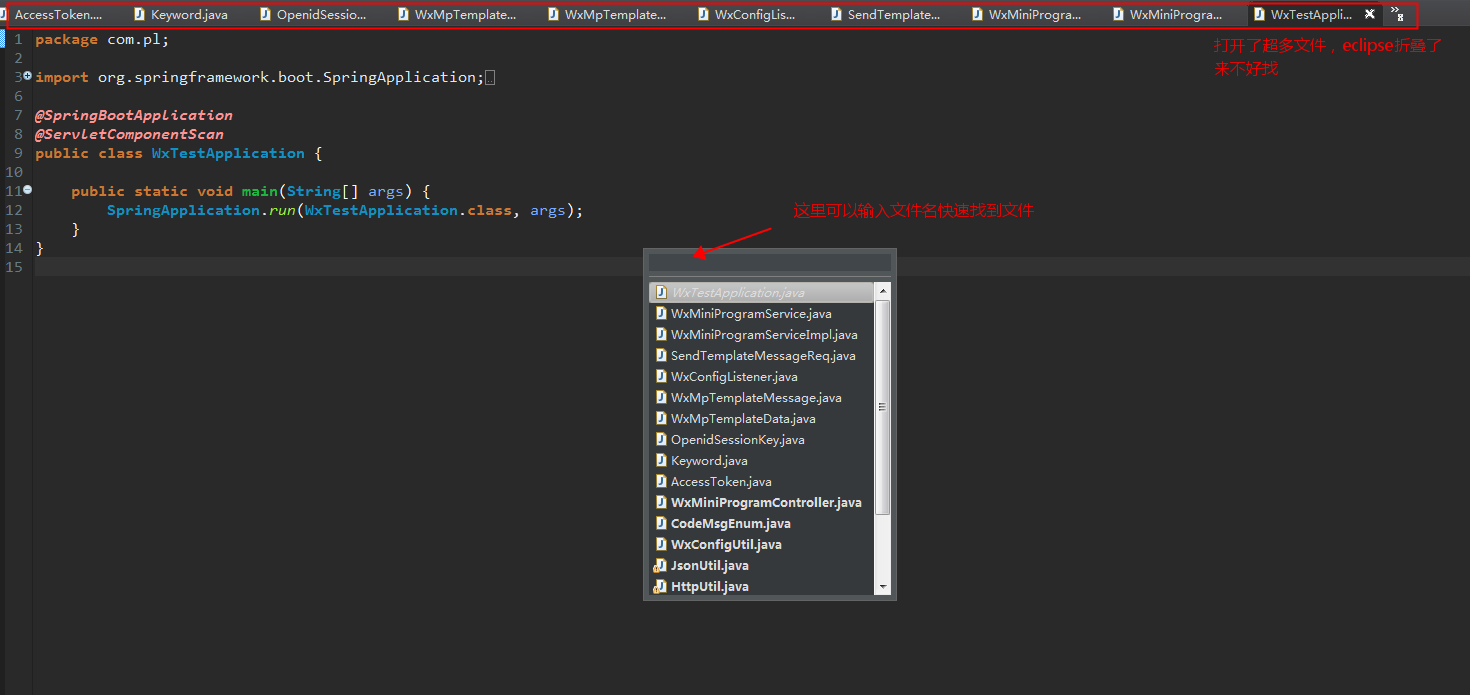 AccessToken....
Keyword.java
OpenidSessio...
WxMpTemplate...
WxMpTemplate...
WxConfigLis...
SendTemplate...
WxMiniProgra...
WxMiniProgra...
WxTestAppli...
»8
打开了超多文件，eclipse折叠了
来不好找
1 package com.pl;
2
3 import org.springframework.boot.SpringApplication;
6
7 @SpringBootApplication
8 @ServletComponentScan
9 public class WxTestApplication {
10
11 public static void main(String[] args) {
12 SpringApplication.run(WxTestApplication.class, args);
13 }
14 }
15
这里可以输入文件名快速找到文件
WxTestApplication.java
WxMiniProgramService.java
WxMiniProgramServiceImpl.java
SendTemplateMessageReq.java
WxConfigListener.java
WxMpTemplateMessage.java
WxMpTemplateData.java
OpenidSessionKey.java
Keyword.java
AccessToken.java
WxMiniProgramController.java
CodeMsgEnum.java
WxConfigUtil.java
JsonUtil.java
HttpUtil.java